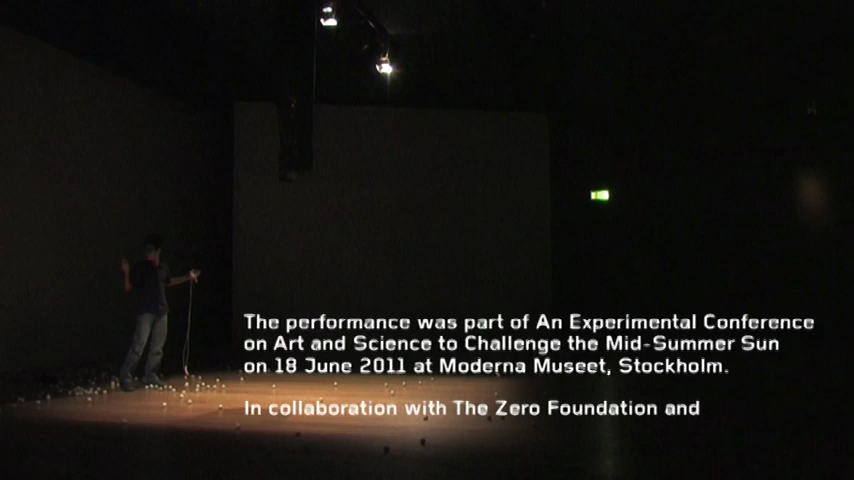 The performance was part of An Experimental Conference
on Art and Science to Challenge the Mid-Summer Sun
on 18 June 2011 at Moderna Museet, Stockholm.
In collaboration with The Zero Foundation and